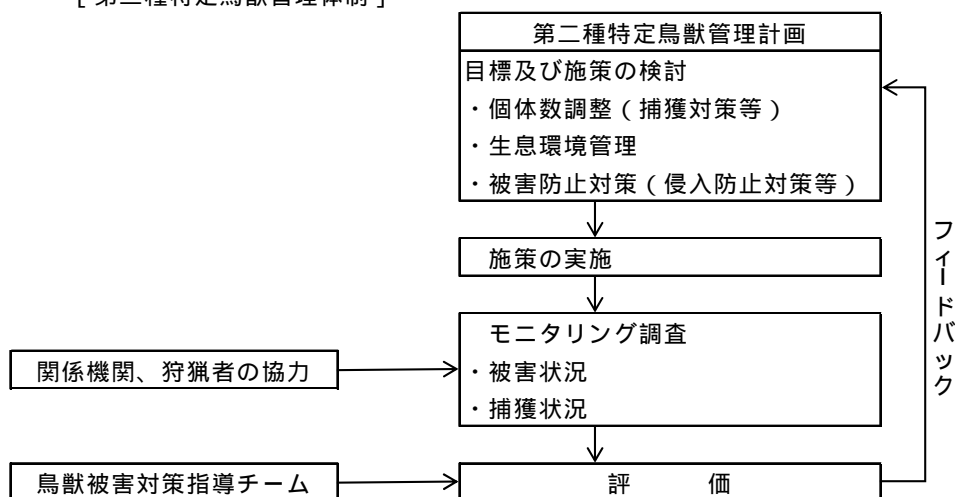 [ 第二種特定鳥獣管理体制 ]
第二種特定鳥獣管理計画
目標及び施策の検討
・個体数調整(捕獲対策等)
・生息環境管理
・被害防止対策(侵入防止対策等)
施策の実施
モニタリング調査
・被害状況
・捕獲状況
関係機関、狩猟者の協力
鳥獣被害対策指導チーム
評 価
フィードバック